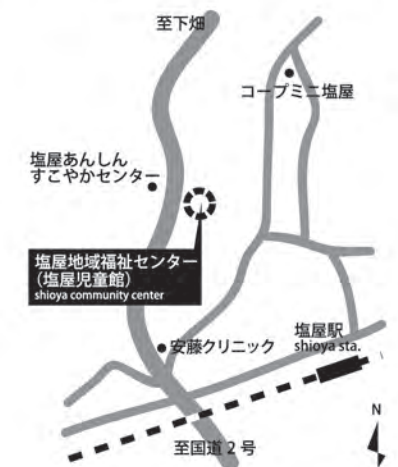 至下畑
コープミニ塩屋
塩屋あんしん
すこやかセンター
塩屋地域福祉センター
（塩屋児童館）
shioya community center
塩屋駅
shioya sta.
安藤クリニック
N
至国道2号